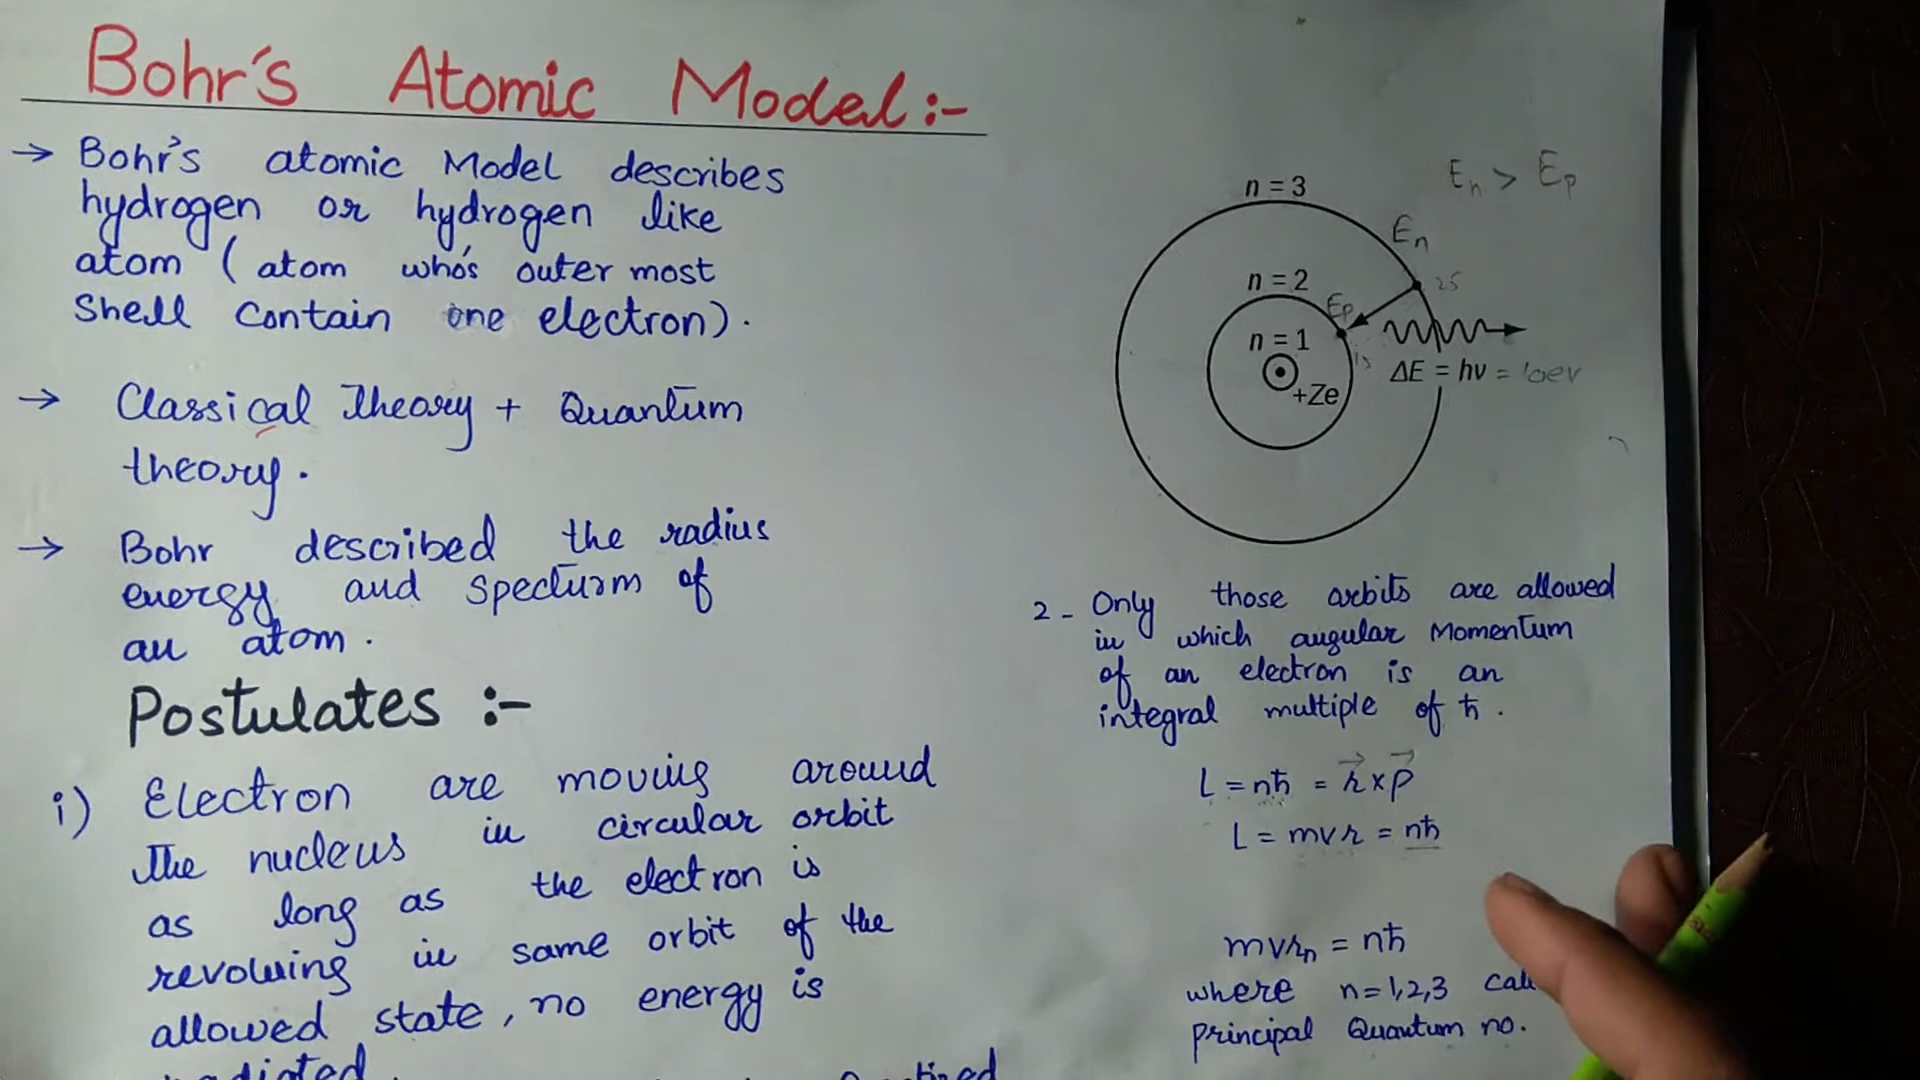 Bohr's Atomic Model:-
→ Bohr's atomic Model describes
hydrogen or hydrogen like
atom (atom who's outer most
Shell Contain one electron).
→ Classical Theory + Quantum
theory.
→ Bohr described the radius
energy and Specturm of
an atom.
Postulates :-
i) Electron are moving around
The nucleus in circular orbit
as long as the electron is
revolving in same orbit of the
allowed state, no energy is
En > Ep
n = 3
En
n = 2
25
Ep
n = 1
ΔE = hν = 10ev
+Ze
2- Only those orbits are allowed
in which angular Momentum
of an electron is an
integral multiple of ħ.
L = nħ = r⃗ × p⃗
L = mvr = nħ
mvrn = nħ
where n=1,2,3
principal Quantum no.